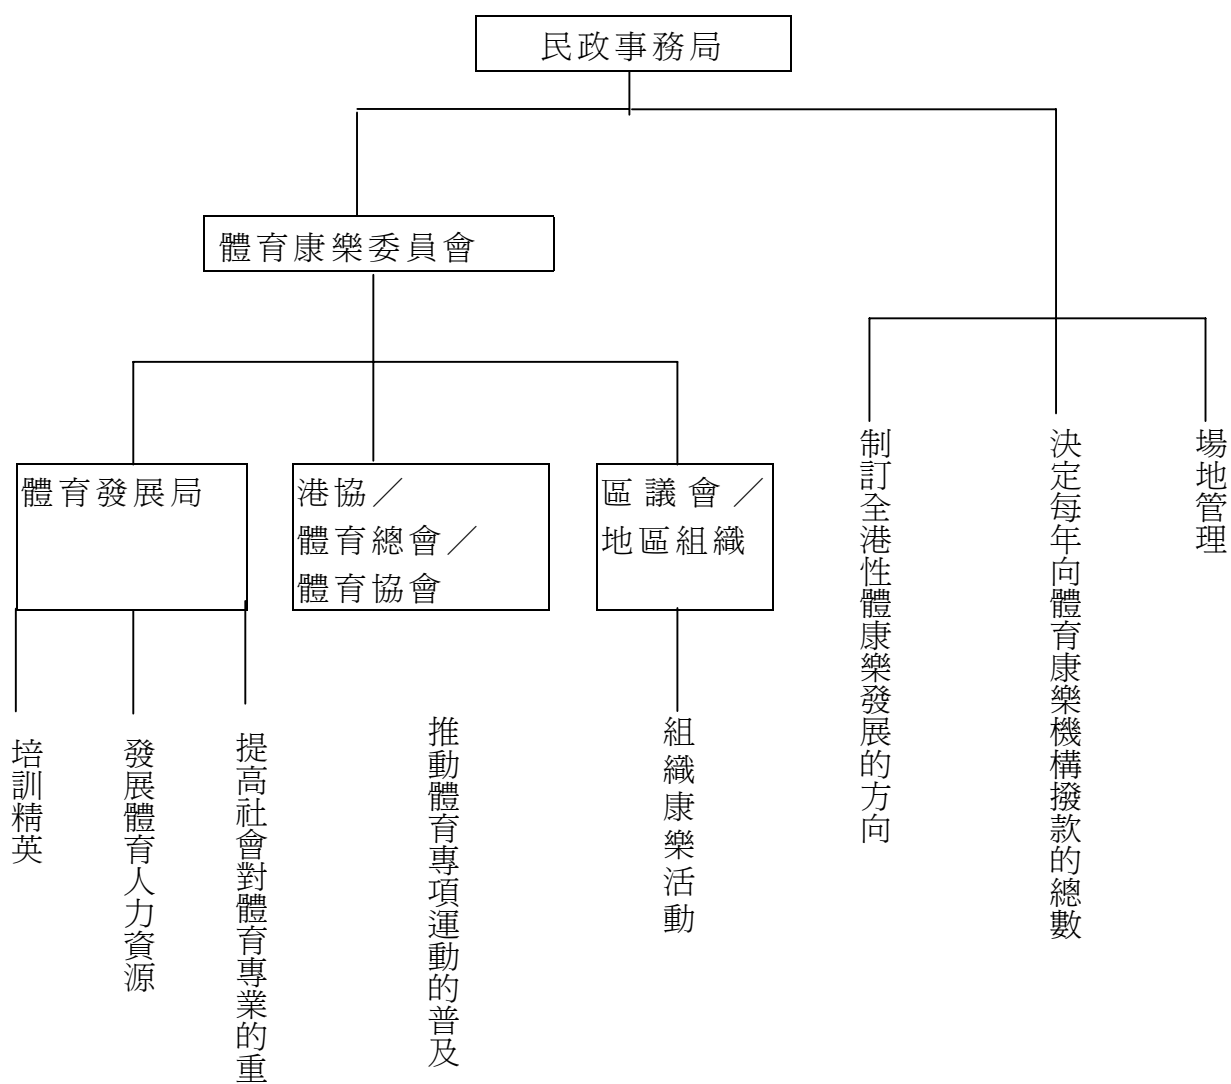 民政事務局
體育康樂委員會
體育發展局
港協／
體育總會／
體育協會
區議會／
地區組織
制訂全港性體康樂發展的方向
決定每年向體育康樂機構撥款的總數
場地管理
培訓精英
發展體育人力資源
提高社會對體育專業的重
推動體育專項運動的普及
組織康樂活動